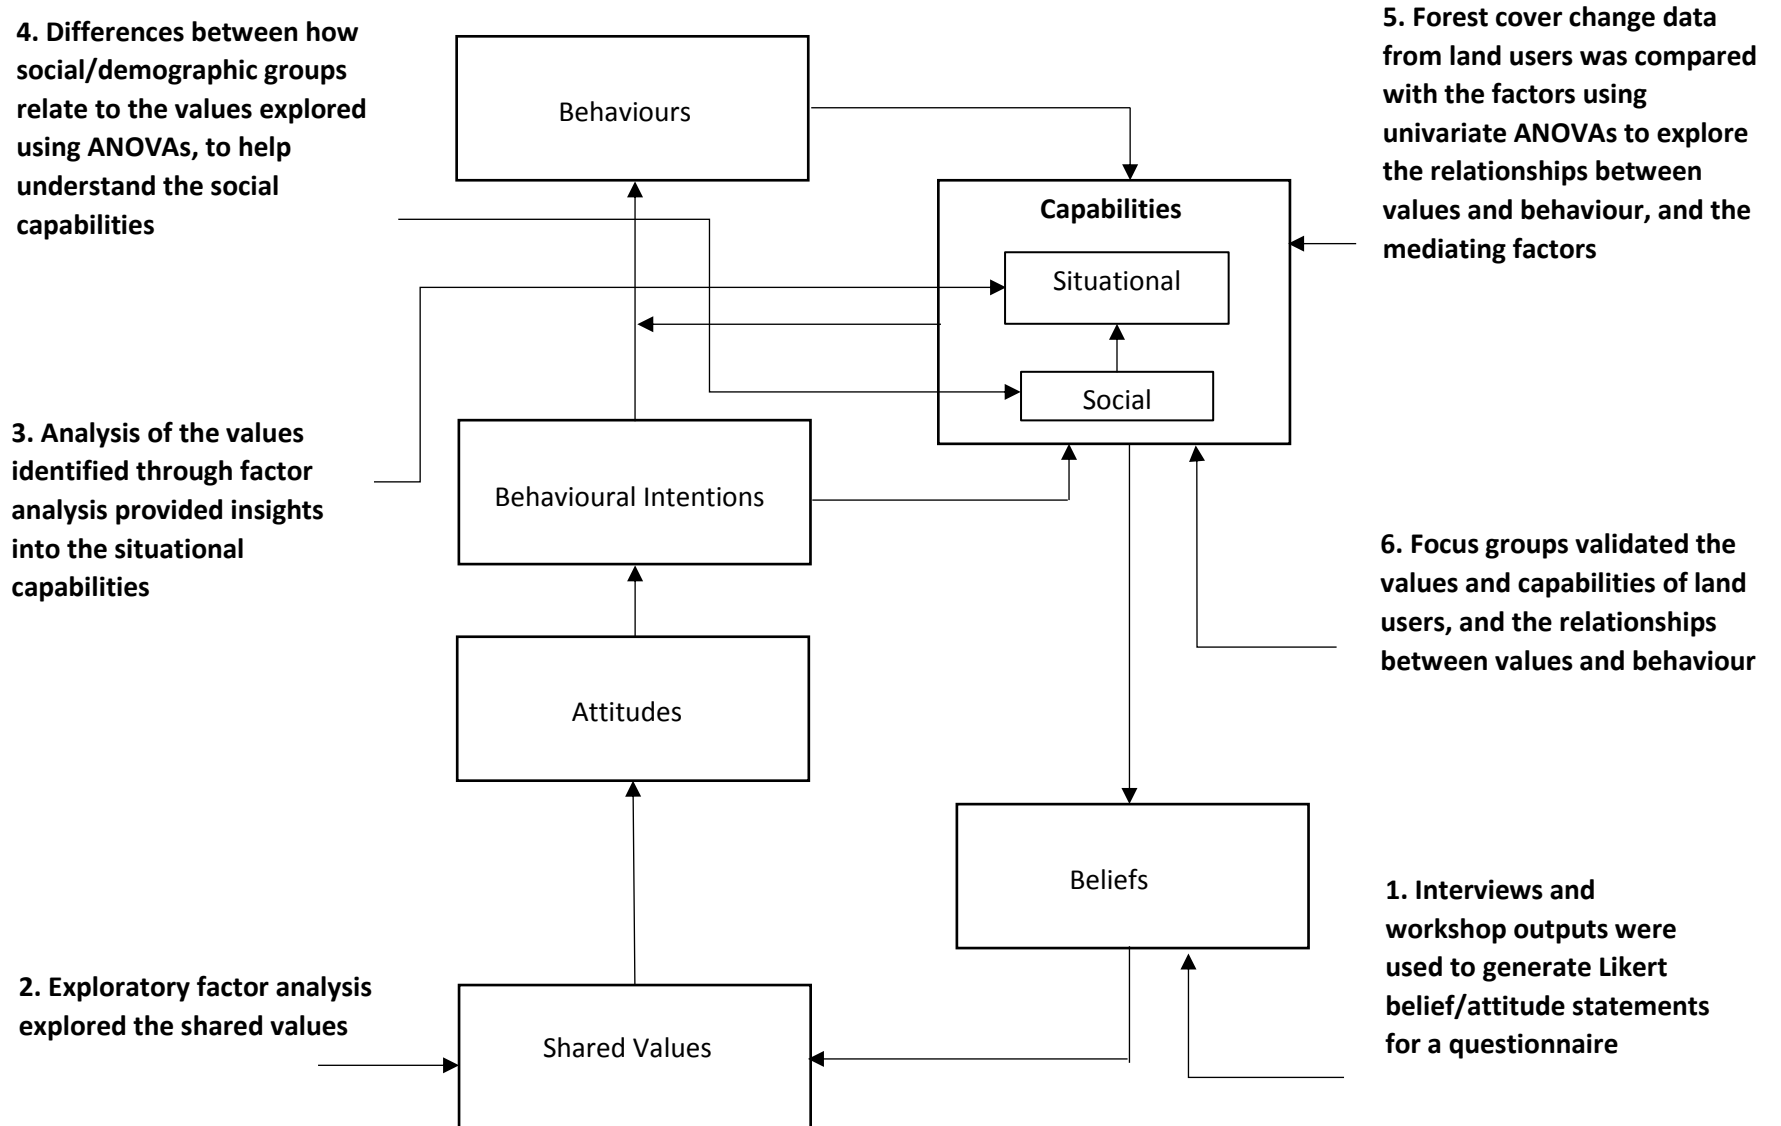 4. Differences between how
social/demographic groups
relate to the values explored
using ANOVAs, to help
understand the social
capabilities
Behaviours
5. Forest cover change data
from land users was compared
with the factors using
univariate ANOVAs to explore
the relationships between
values and behaviour, and the
mediating factors
Capabilities
Situational
Social
3. Analysis of the values
identified through factor
analysis provided insights
into the situational
capabilities
Behavioural Intentions
6. Focus groups validated the
values and capabilities of land
users, and the relationships
between values and behaviour
Attitudes
Beliefs
1. Interviews and
workshop outputs were
used to generate Likert
belief/attitude statements
for a questionnaire
2. Exploratory factor analysis
explored the shared values
Shared Values